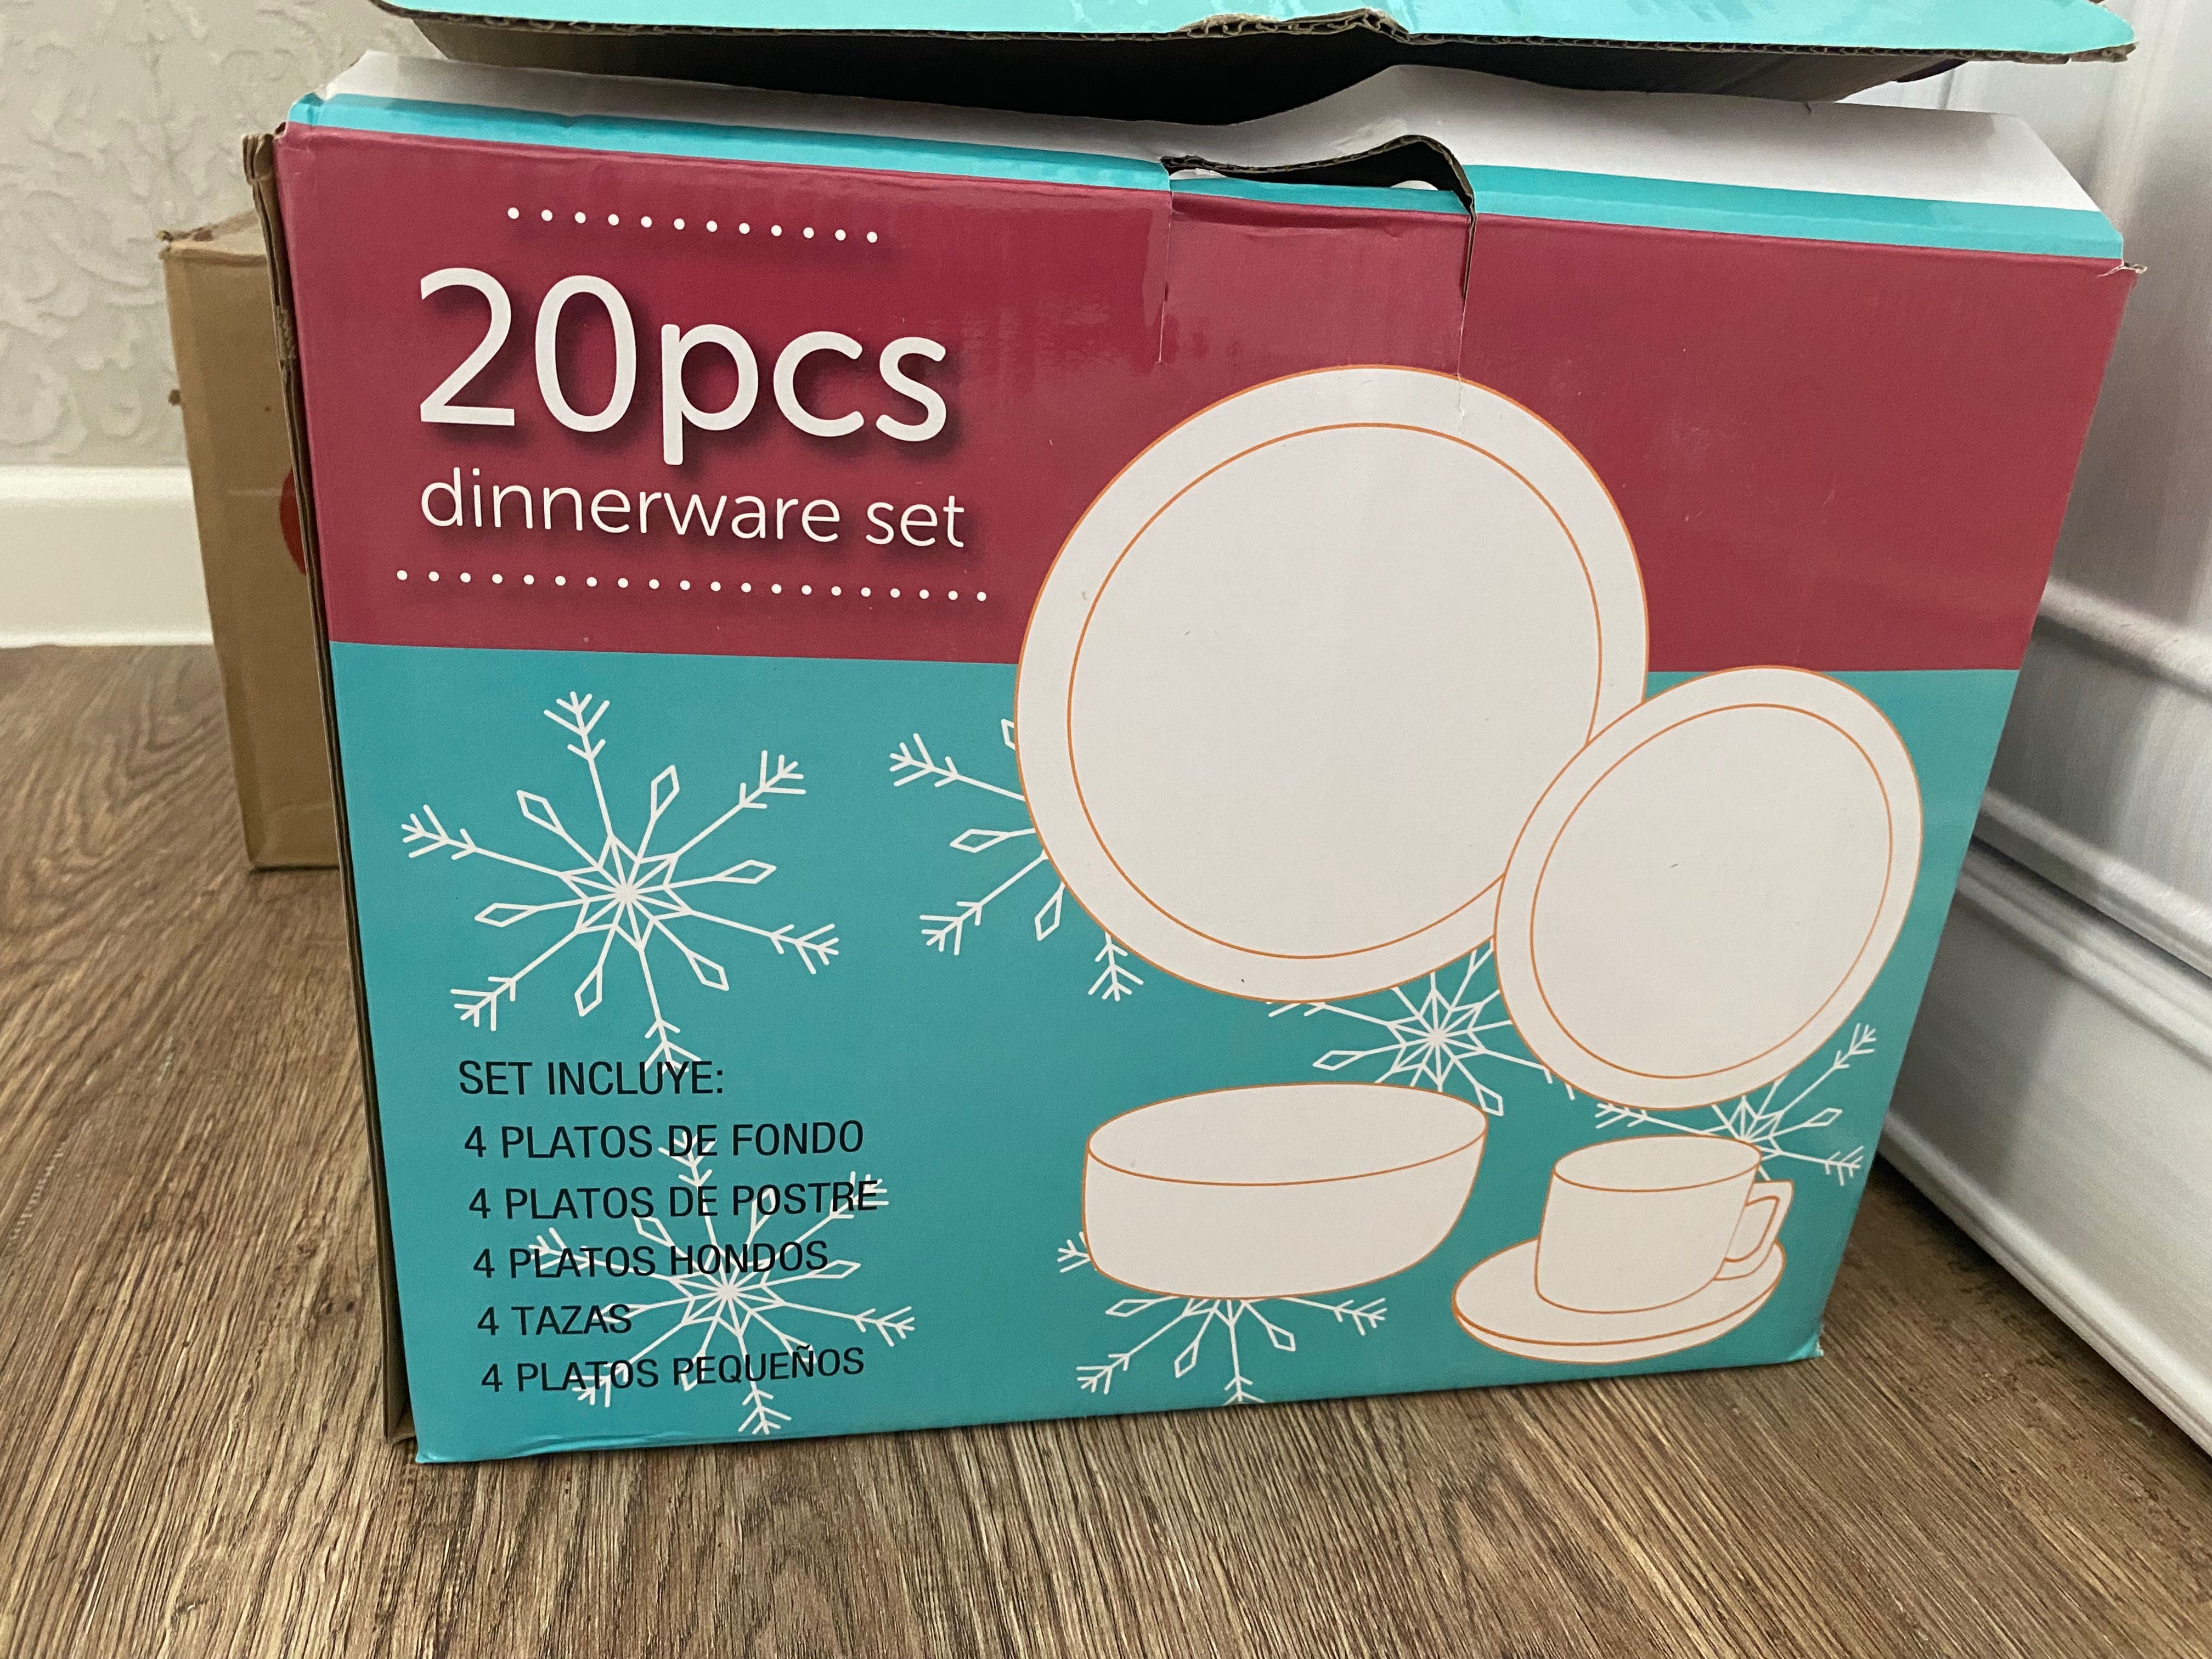 20pcs
dinnerware set
SET INCLUYE:
4 PLATOS DE FONDO
4 PLATOS DE POSTRE
4 PLATOS HONDOS
4 TAZAS
4 PLATOS PEQUEÑOS